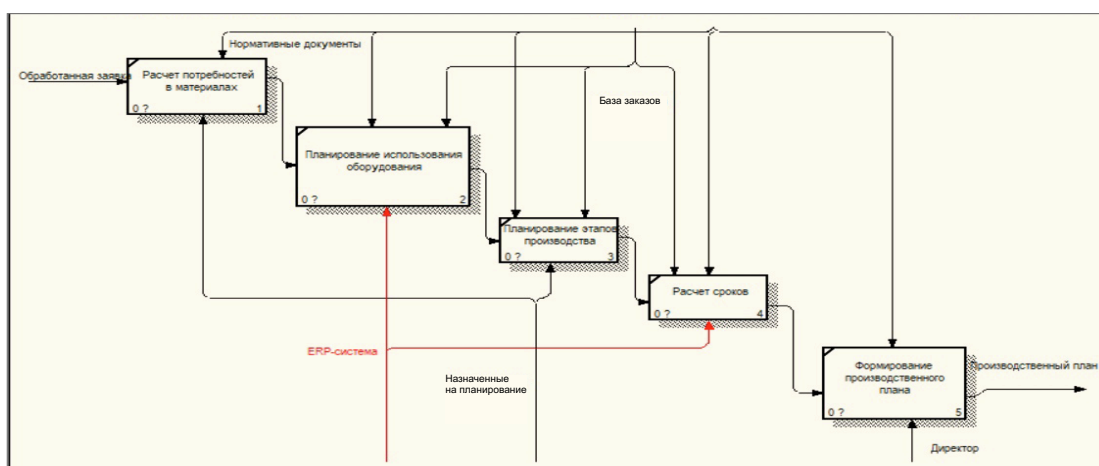 Нормативные документы
Обработанная заявка
Расчет потребностей
в материалах
0 ?
1
База заказов
Планирование использования
оборудования
0 ?
2
Планирование этапов
производства
0 ?
3
Расчет сроков
0 ?
4
ERP-система
Назначенные
на планирование
Формирование
производственного
плана
0 ?
5
Производственный план
Директор